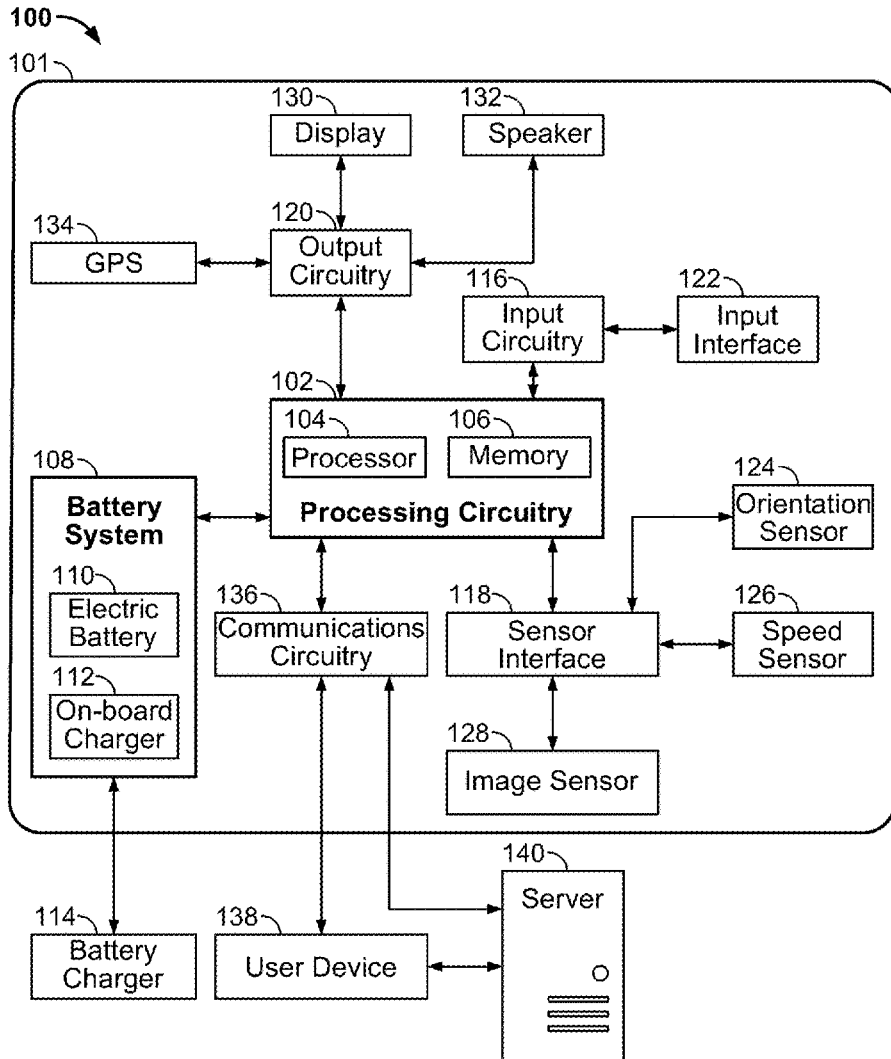 100
101
130
Display
132
Speaker
134
GPS
120
Output
Circuitry
116
Input
Circuitry
122
Input
Interface
102
104
Processor
106
Memory
Processing Circuitry
108
Battery
System
110
Electric
Battery
112
On-board
Charger
136
Communications
Circuitry
118
Sensor
Interface
124
Orientation
Sensor
126
Speed
Sensor
128
Image Sensor
114
Battery
Charger
138
User Device
140
Server